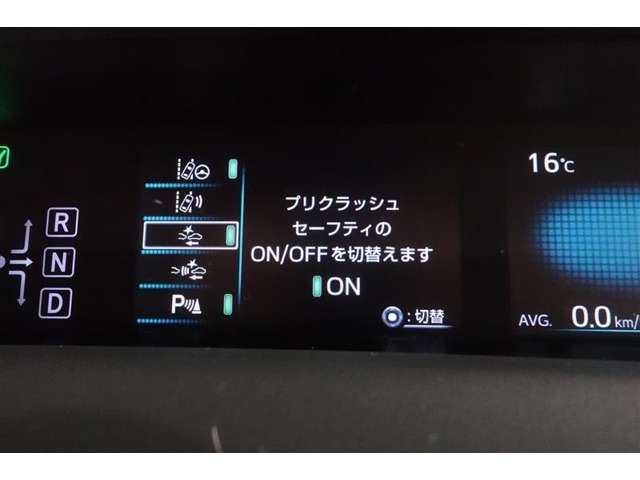 16℃
R
N
D
プリクラッシュ
セーフティの
ON/OFFを切替えます
ON
P
:切替
AVG. 0.0 km/